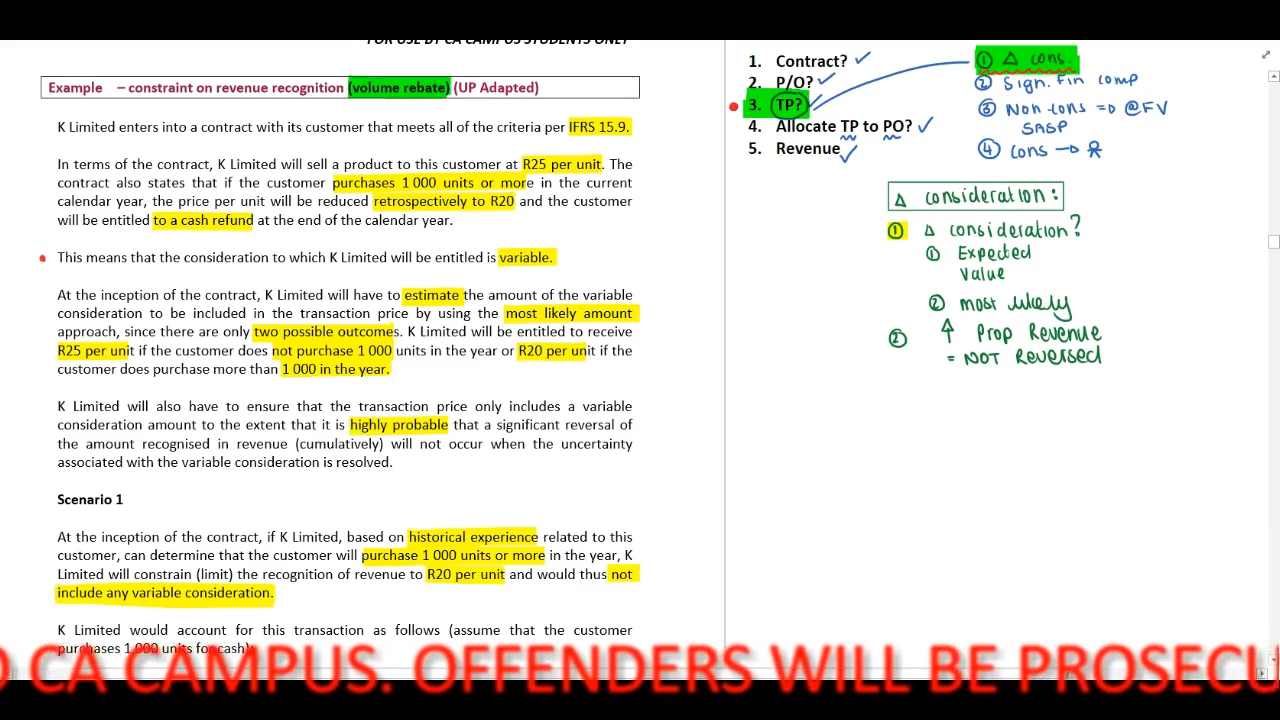 FOR USE BY CA CAMPUS STUDENTS ONLY
Example – constraint on revenue recognition (volume rebate) (UP Adapted)
K Limited enters into a contract with its customer that meets all of the criteria per IFRS 15.9.
In terms of the contract, K Limited will sell a product to this customer at R25 per unit. The
contract also states that if the customer purchases 1 000 units or more in the current
calendar year, the price per unit will be reduced retrospectively to R20 and the customer
will be entitled to a cash refund at the end of the calendar year.
This means that the consideration to which K Limited will be entitled is variable.
At the inception of the contract, K Limited will have to estimate the amount of the variable
consideration to be included in the transaction price by using the most likely amount
approach, since there are only two possible outcomes. K Limited will be entitled to receive
R25 per unit if the customer does not purchase 1 000 units in the year or R20 per unit if the
customer does purchase more than 1 000 in the year.
K Limited will also have to ensure that the transaction price only includes a variable
consideration amount to the extent that it is highly probable that a significant reversal of
the amount recognised in revenue (cumulatively) will not occur when the uncertainty
associated with the variable consideration is resolved.
Scenario 1
At the inception of the contract, if K Limited, based on historical experience related to this
customer, can determine that the customer will purchase 1 000 units or more in the year, K
Limited will constrain (limit) the recognition of revenue to R20 per unit and would thus not
include any variable consideration.
K Limited would account for this transaction as follows (assume that the customer
purchases 1 000 units for cash):
1. Contract? ✓
2. P/O? ✓
3. TP? ✓
4. Allocate TP to PO? ✓
5. Revenue ✓
① Δ cons.
② Sign. Fin comp
③ Non cons => @FV
SASP
④ cons →
Δ consideration:
① Δ consideration?
① Expected
Value
② most likely
② ↑ Prop Revenue
= NOT Reversed
D CA CAMPUS. OFFENDERS WILL BE PROSECU